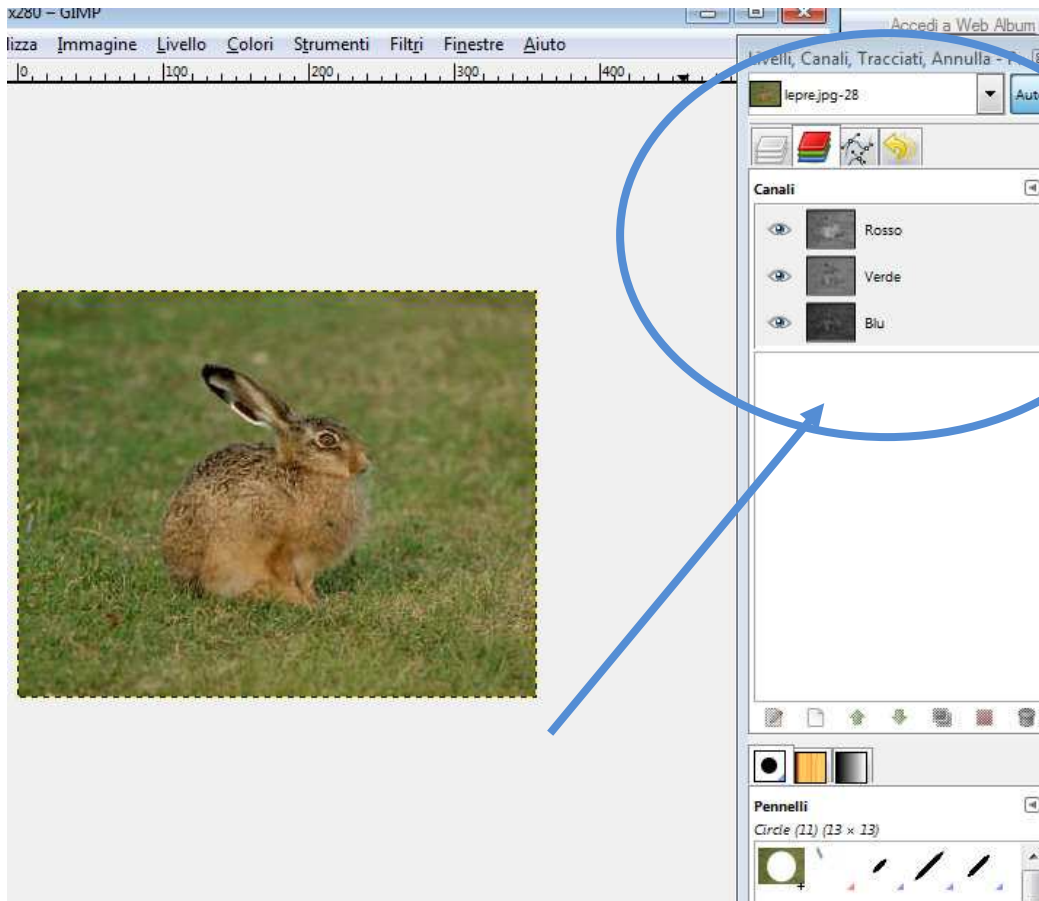 x280 – GIMP
Accedi a Web Album
lizza Immagine Livello Colori Strumenti Filtri Finestre Aiuto
Livelli, Canali, Tracciati, Annulla -
0 100 200 300 400
lepre.jpg-28
Aut
Canali
Rosso
Verde
Blu
Pennelli
Circle (11) (13 × 13)